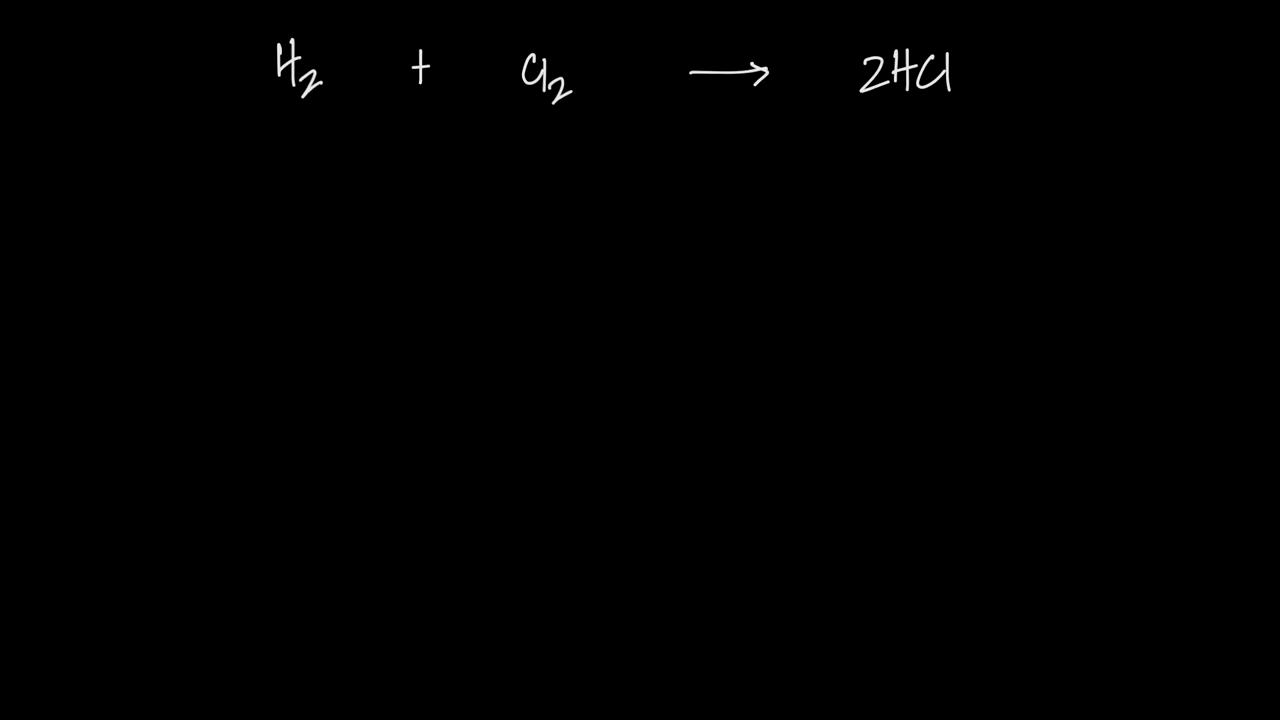 H₂ + Cl₂ → 2HCl